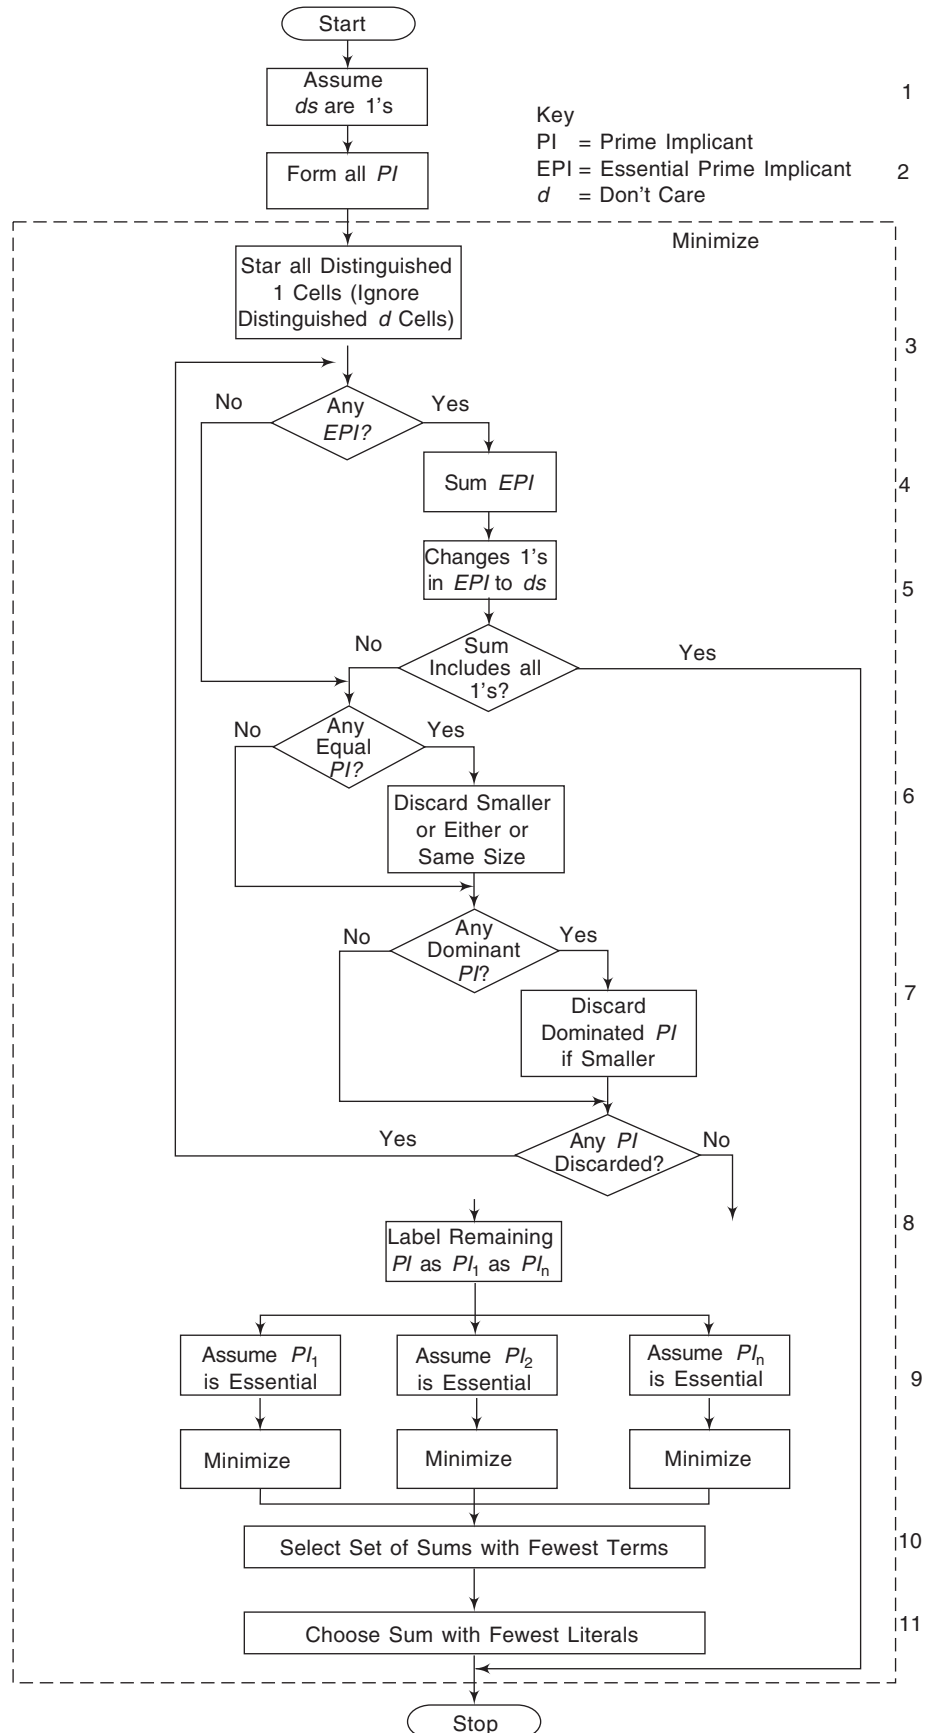 Start
Assume
ds are 1's
1
Key
PI = Prime Implicant
EPI = Essential Prime Implicant
d = Don't Care
2
Form all PI
Minimize
Star all Distinguished
1 Cells (Ignore
Distinguished d Cells)
3
No
Any
EPI?
Yes
Sum EPI
4
Changes 1's
in EPI to ds
5
No
Sum
Includes all
1's?
Yes
No
Any
Equal
PI?
Yes
Discard Smaller
or Either or
Same Size
6
No
Any
Dominant
PI?
Yes
Discard
Dominated PI
if Smaller
7
Yes
Any PI
Discarded?
No
8
Label Remaining
PI as PI1 as PIn
Assume PI1
is Essential
Assume PI2
is Essential
Assume PIn
is Essential
9
Minimize
Minimize
Minimize
Select Set of Sums with Fewest Terms
10
Choose Sum with Fewest Literals
11
Stop